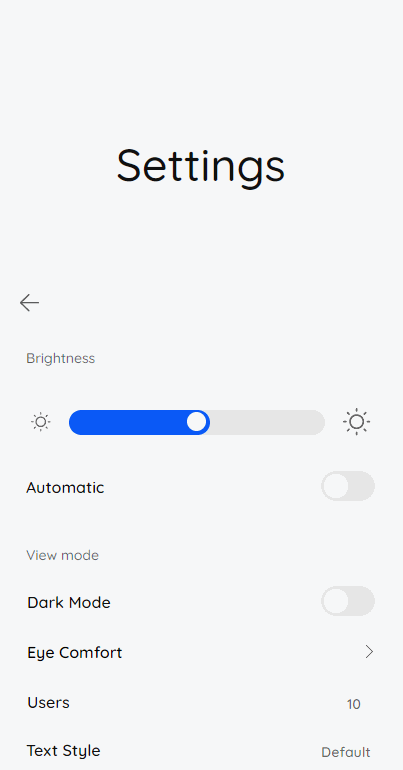 Settings
Brightness
Automatic
View mode
Dark Mode
Eye Comfort
Users 10
Text Style Default